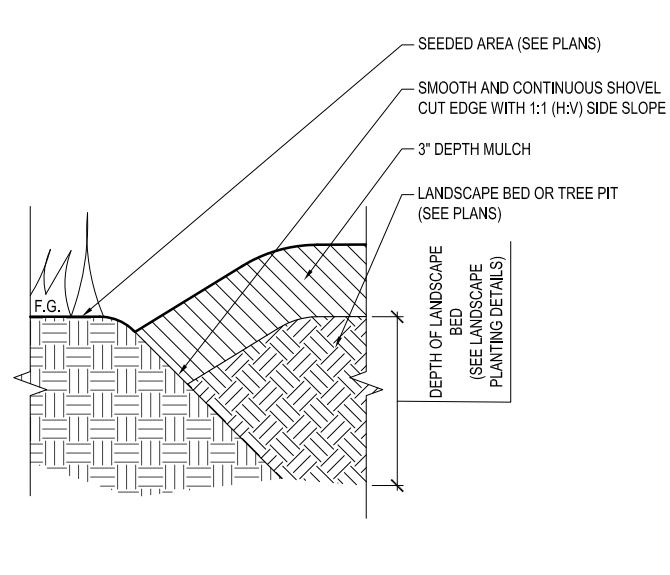 SEEDED AREA (SEE PLANS)
SMOOTH AND CONTINUOUS SHOVEL
CUT EDGE WITH 1:1 (H:V) SIDE SLOPE
3" DEPTH MULCH
LANDSCAPE BED OR TREE PIT
(SEE PLANS)
DEPTH OF LANDSCAPE
BED
(SEE LANDSCAPE
PLANTING DETAILS)
F.G.